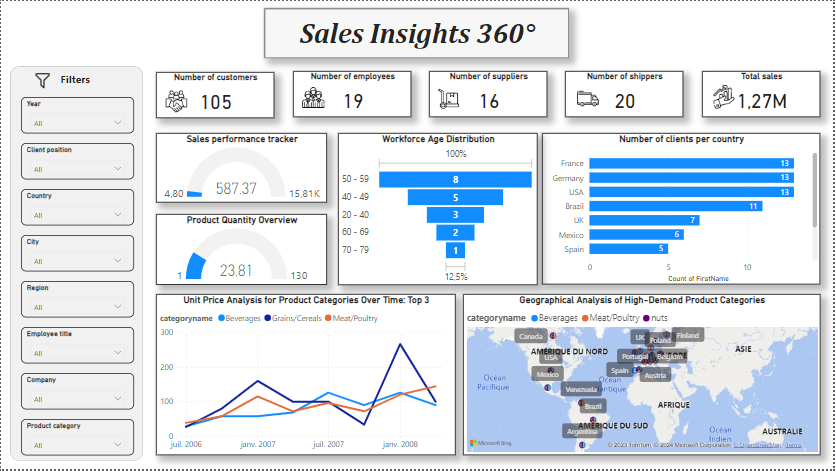 Sales Insights 360°
Filters
Year
All
Client position
All
Country
All
City
All
Region
All
Employee title
All
Company
All
Product category
All
Number of customers
105
Number of employees
19
Number of suppliers
16
Number of shippers
20
Total sales
1,27M
Sales performance tracker
587,37
4,80
15,81K
Product Quantity Overview
23,81
1
130
Workforce Age Distribution
100%
50 - 59 8
40 - 49 5
20 - 40 3
60 - 69 2
70 - 79 1
12,5%
Number of clients per country
France 13
Germany 13
USA 13
Brazil 11
UK 7
Mexico 6
Spain 5
0 5 10
Count of FirstName
Unit Price Analysis for Product Categories Over Time: Top 3
categoryname Beverages Grains/Cereals Meat/Poultry
300
200
100
0
juil. 2006 janv. 2007 juil. 2007 janv. 2008
Geographical Analysis of High-Demand Product Categories
categoryname Beverages Meat/Poultry nuts
Canada
UK
Finland
Poland
AMÉRIQUE DU NORD
ASIE
USA
Portugal
Belgium
Spain
Austria
Mexico
Océan
Pacifique
Océan
Atlantique
Venezuela
Brazil
AFRIQUE
AMÉRIQUE DU SUD
Argentina
Océan
Indien
AUSTRALIE
Microsoft Bing
© 2023 TomTom, © 2024 Microsoft Corporation, © OpenStreetMap Terms